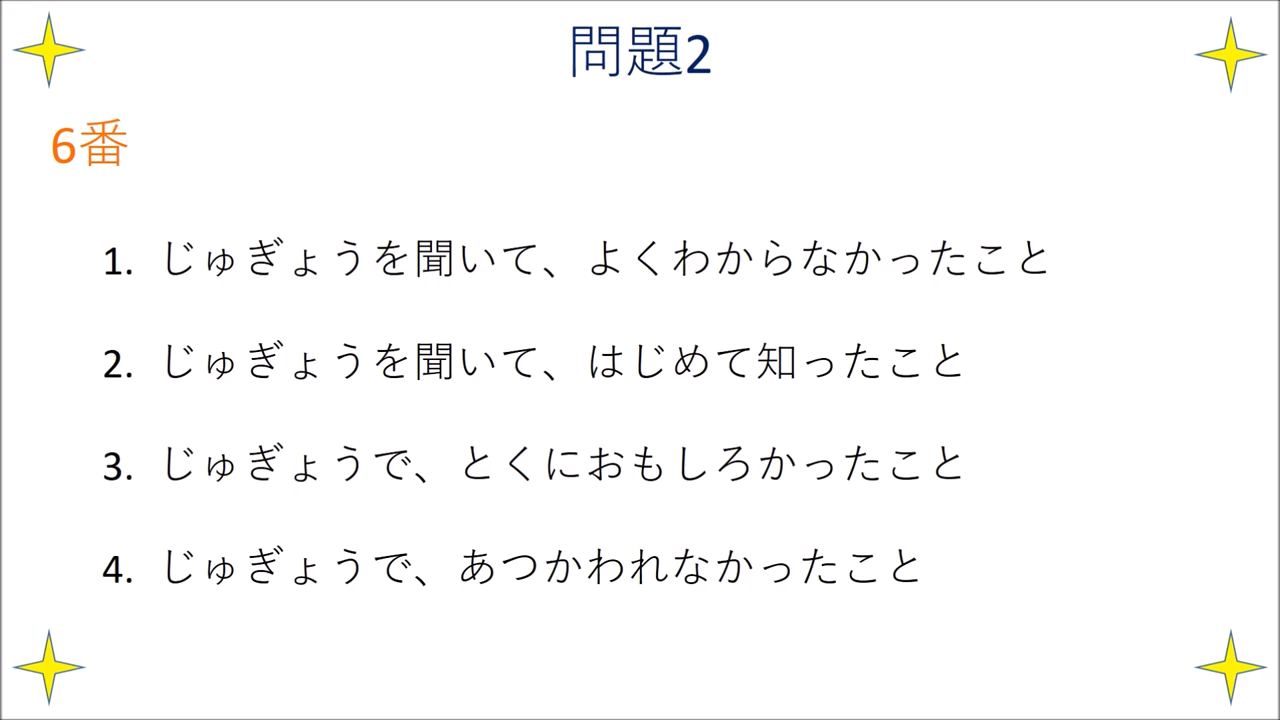 問題2
6番
1. じゅぎょうを聞いて、よくわからなかったこと
2. じゅぎょうを聞いて、はじめて知ったこと
3. じゅぎょうで、とくにおもしろかったこと
4. じゅぎょうで、あつかわれなかったこと